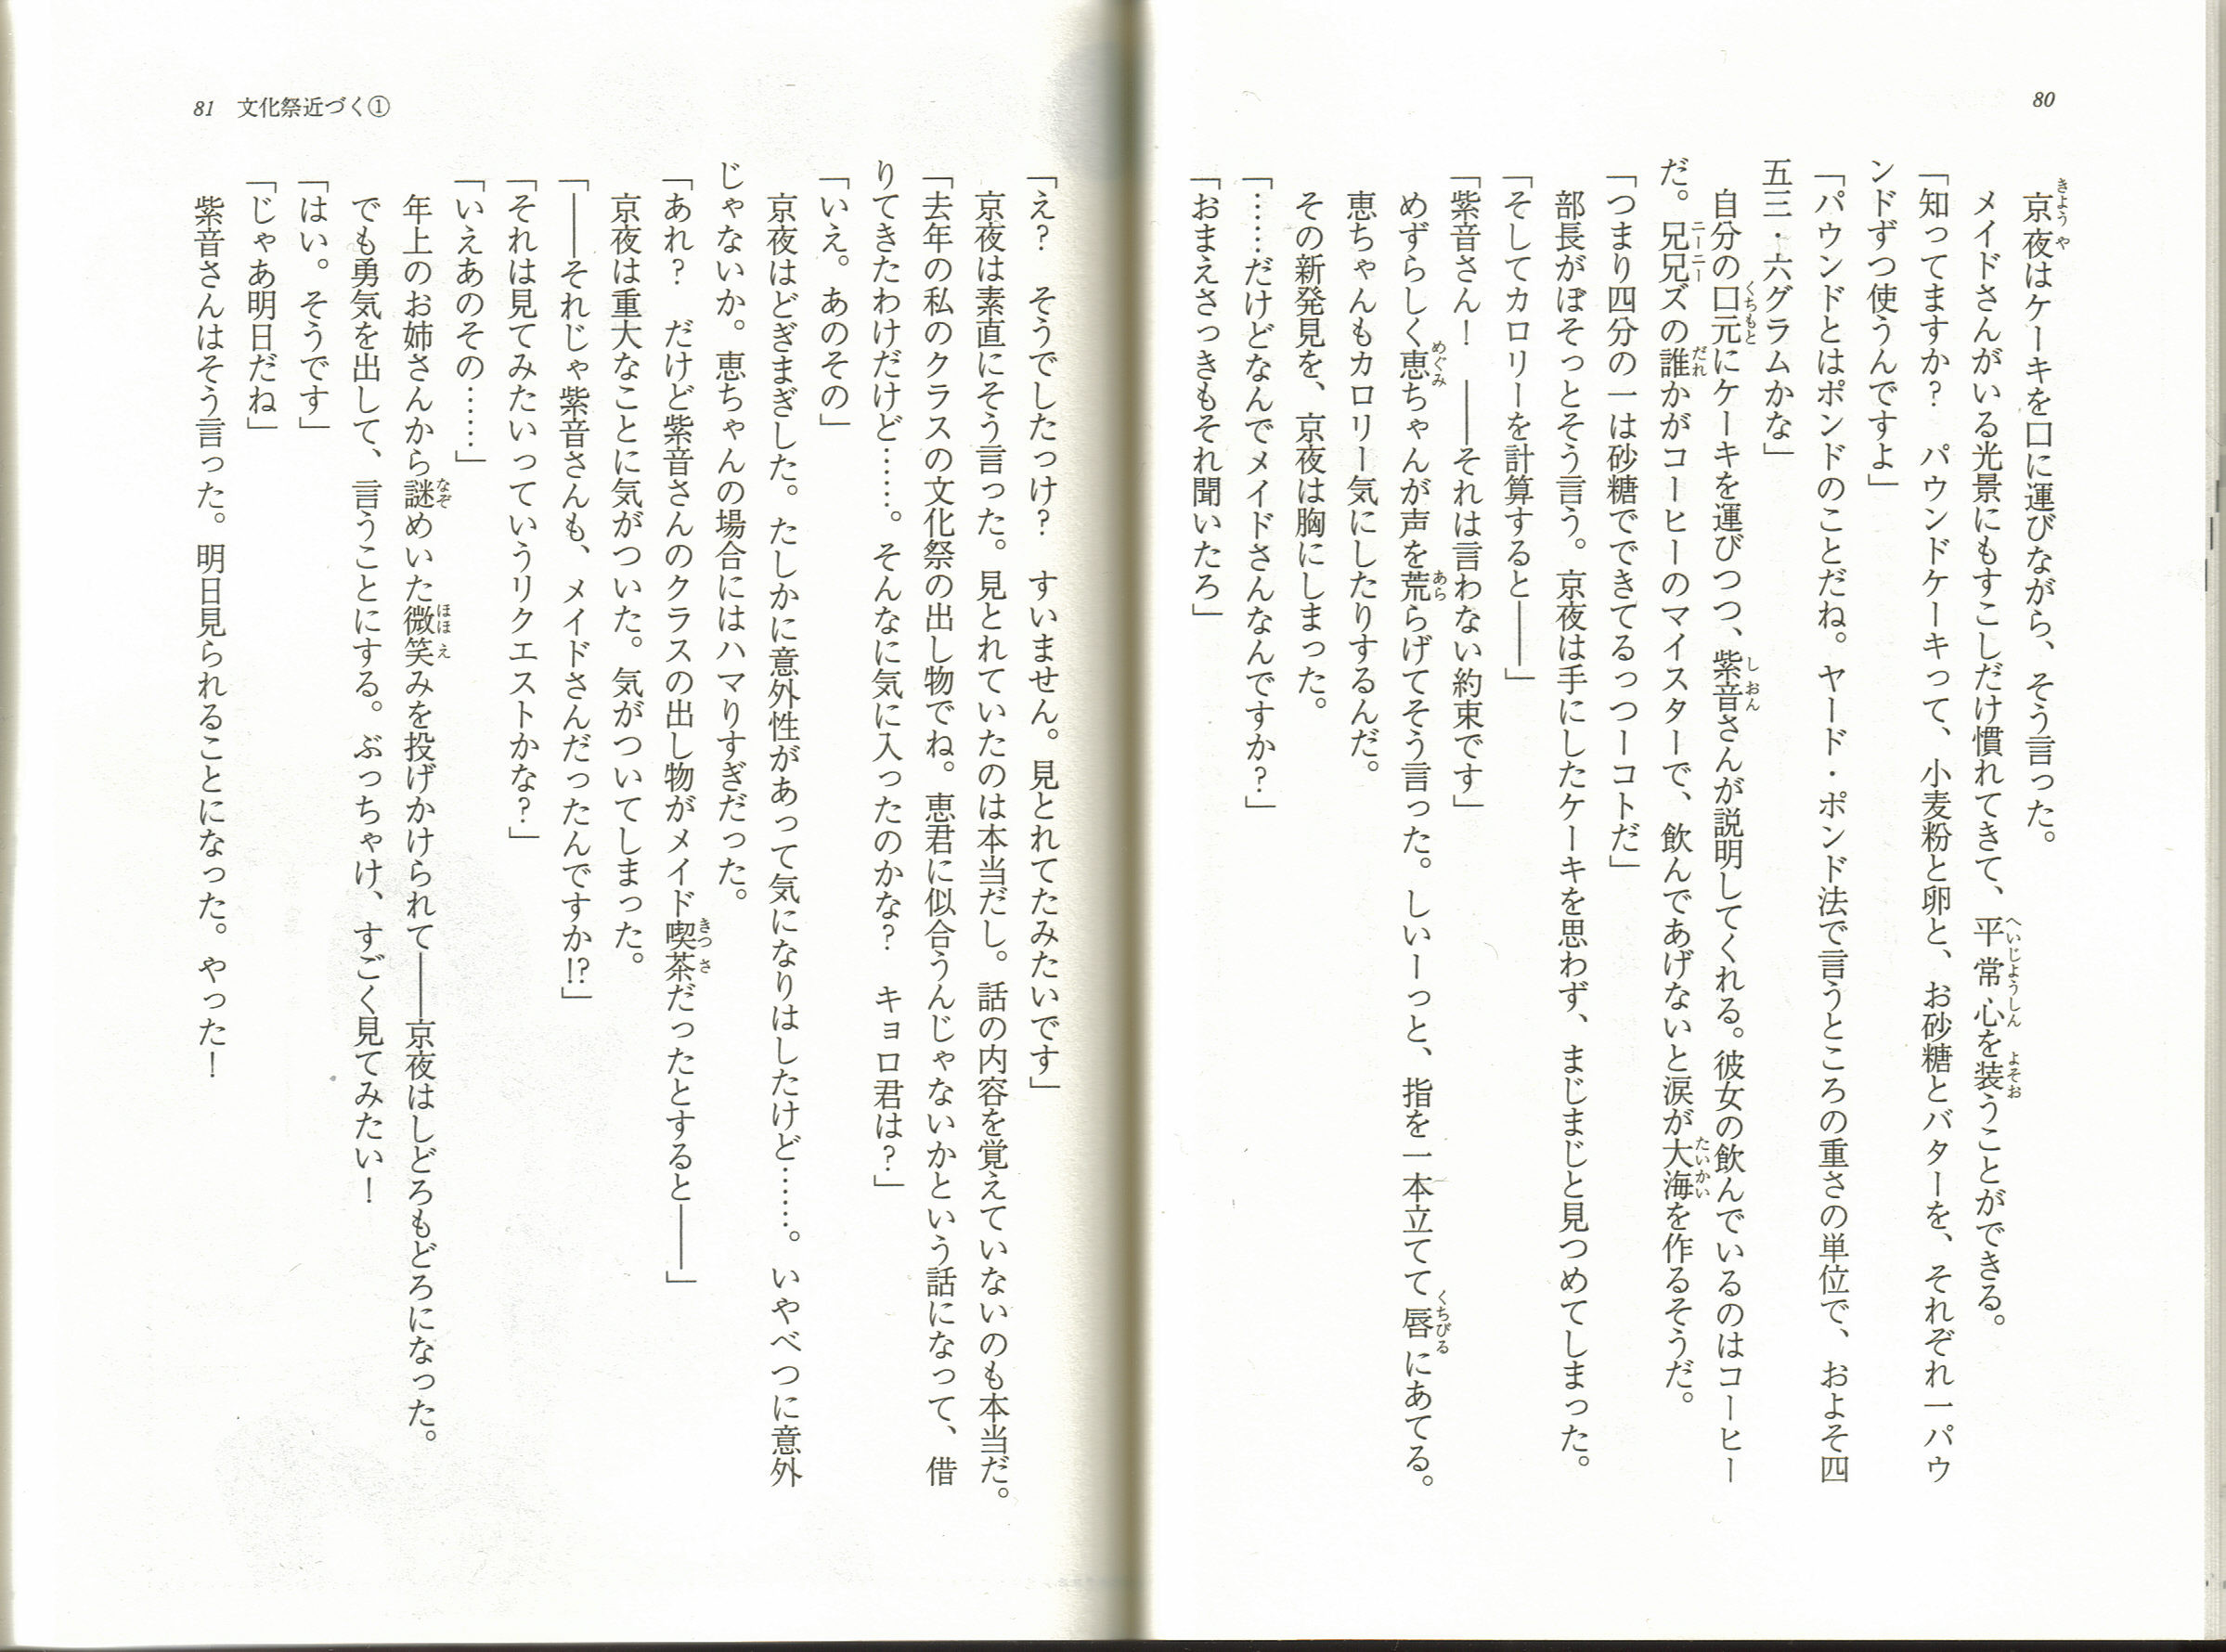 80
京夜はケーキを口に運びながら、そう言った。
メイドさんがいる光景にもすこしだけ慣れてきて、平常心を装うことができる。
「知ってますか？　パウンドケーキって、小麦粉と卵と、お砂糖とバターを、それぞれ一パウ
ンドずつ使うんですよ」
「パウンドとはポンドのことだね。ヤード・ポンド法で言うところの重さの単位で、およそ四
五三・六グラムかな」
自分の口元にケーキを運びつつ、紫音さんが説明してくれる。彼女の飲んでいるのはコーヒー
だ。兄兄ズの誰かがコーヒーのマイスターで、飲んであげないと涙が大海を作るそうだ。
「つまり四分の一は砂糖でできてるっつーコトだ」
部長がぼそっとそう言う。京夜は手にしたケーキを思わず、まじまじと見つめてしまった。
「そしてカロリーを計算すると――」
「紫音さん！　――それは言わない約束です」
めずらしく恵ちゃんが声を荒らげてそう言った。しいーっと、指を一本立てて唇にあてる。
恵ちゃんもカロリー気にしたりするんだ。
その新発見を、京夜は胸にしまった。
「……だけどなんでメイドさんなんですか？」
「おまえさっきもそれ聞いたろ」
81　文化祭近づく①
「え？　そうでしたっけ？　すいません。見とれてたみたいです」
京夜は素直にそう言った。見とれていたのは本当だし。話の内容を覚えていないのも本当だ。
「去年の私のクラスの文化祭の出し物でね。恵君に似合うんじゃないかという話になって、借
りてきたわけだけど……。そんなに気に入ったのかな？　キョロ君は？」
「いえ。あのその」
京夜はどぎまぎした。たしかに意外性があって気になりはしたけど……。いやべつに意外
じゃないか。恵ちゃんの場合にはハマりすぎだった。
「あれ？　だけど紫音さんのクラスの出し物がメイド喫茶だったとすると――」
京夜は重大なことに気がついた。気がついてしまった。
「――それじゃ紫音さんも、メイドさんだったんですか!?」
「それは見てみたいっていうリクエストかな？」
「いえあのその……」
年上のお姉さんから謎めいた微笑みを投げかけられて――京夜はしどろもどろになった。
でも勇気を出して、言うことにする。ぶっちゃけ、すごく見てみたい！
「はい。そうです」
「じゃあ明日だね」
紫音さんはそう言った。明日見られることになった。やった！